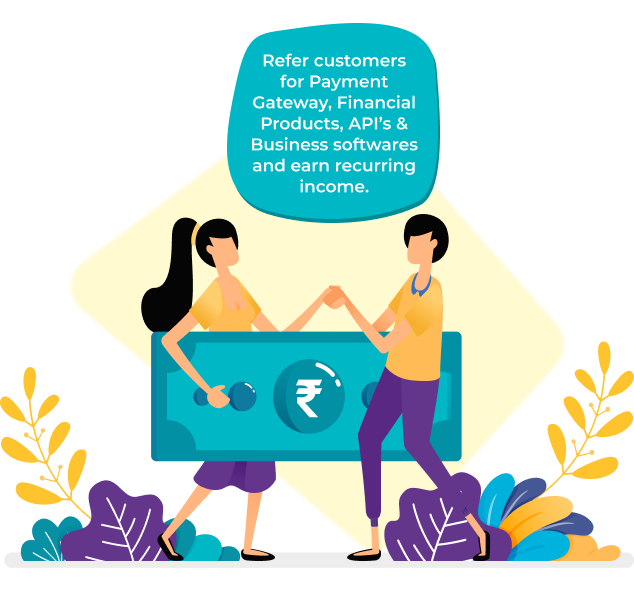 Refer customers
for Payment
Gateway, Financial
Products, API's &
Business softwares
and earn recurring
income.
₹